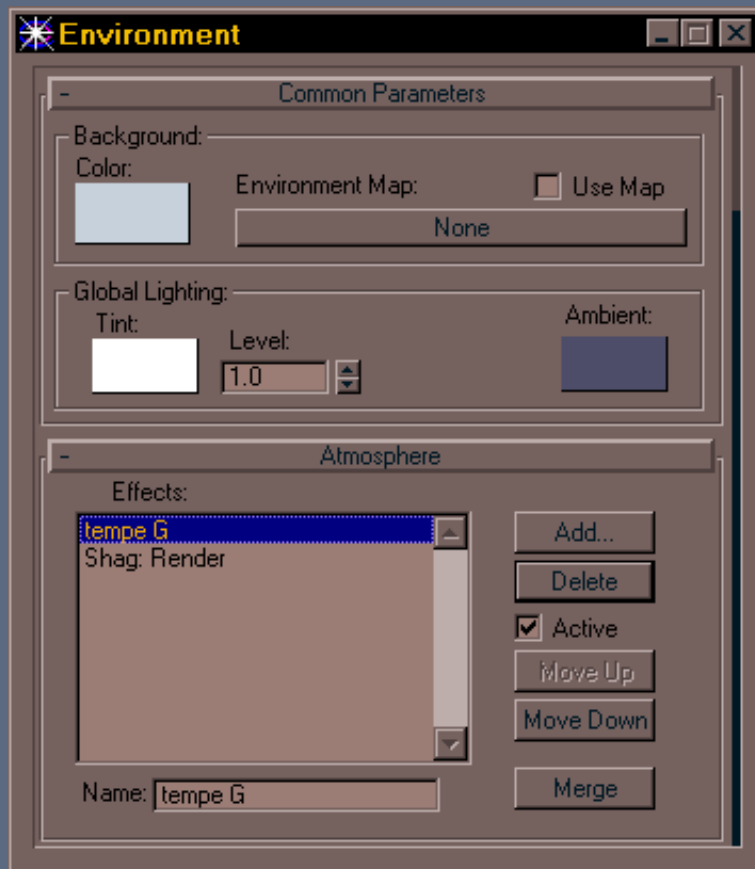 Environment
- Common Parameters
Background:
Color:
Environment Map:
Use Map
None
Global Lighting:
Tint:
Level:
Ambient:
1.0
- Atmosphere
Effects:
tempe G
Shag: Render
Add...
Delete
Active
Move Up
Move Down
Name: tempe G
Merge